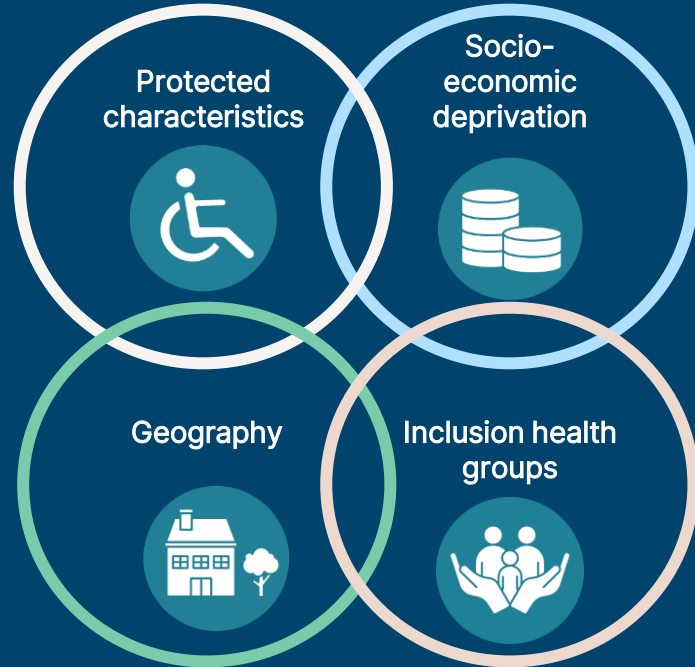 Protected
characteristics
Socio-
economic
deprivation
Geography
Inclusion health
groups